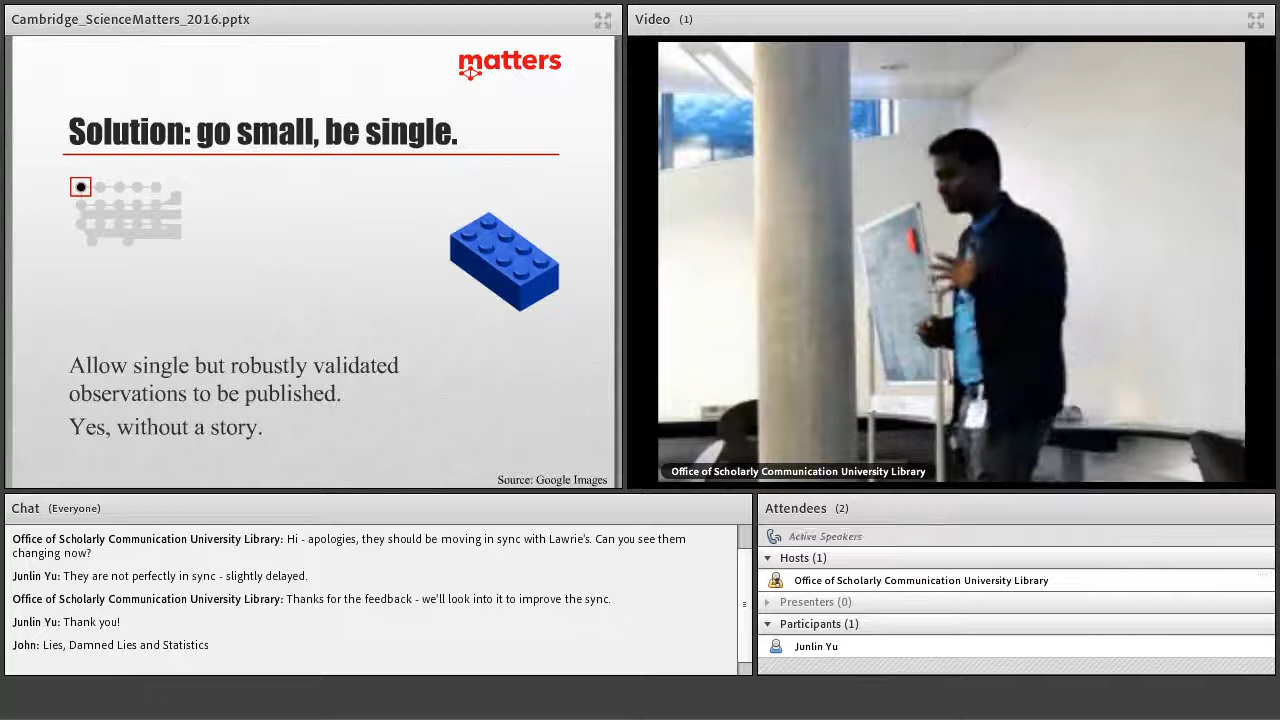 Cambridge_ScienceMatters_2016.pptx
matters
Solution: go small, be single.
Allow single but robustly validated
observations to be published.
Yes, without a story.
Source: Google Images
Video (1)
Office of Scholarly Communication University Library
Chat (Everyone)
Office of Scholarly Communication University Library: Hi - apologies, they should be moving in sync with Lawrie's. Can you see them
changing now?
Junlin Yu: They are not perfectly in sync - slightly delayed.
Office of Scholarly Communication University Library: Thanks for the feedback - we'll look into it to improve the sync.
Junlin Yu: Thank you!
John: Lies, Damned Lies and Statistics
Attendees (2)
Active Speakers
Hosts (1)
Office of Scholarly Communication University Library
Presenters (0)
Participants (1)
Junlin Yu